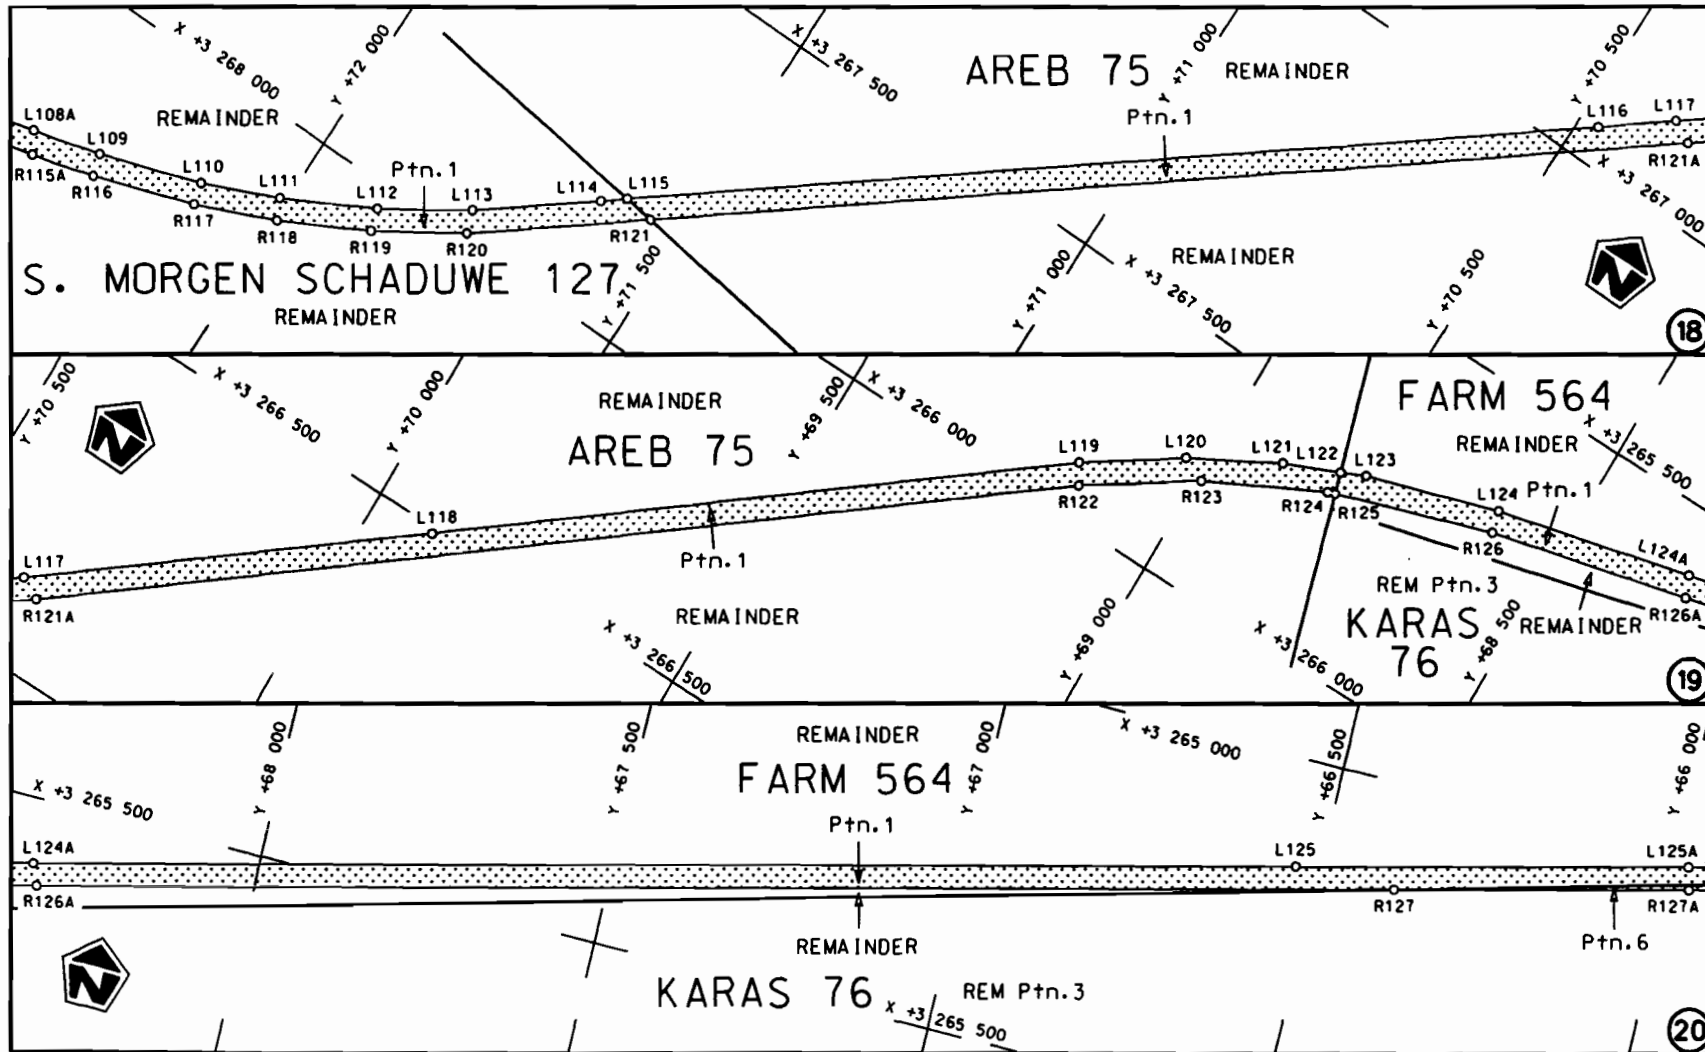 X +3 268 000
Y +72 000
X +3 267 500
AREB 75
REMAINDER
Y +71 000
Y +70 500
L116
L117
L108A
REMAINDER
L109
Ptn.1
R115A
R116
L110
L111
Ptn.1
L112
L113
L114
L115
R121A
X +3 267 000
R117
R118
R119
R120
R121
S. MORGEN SCHADUWE 127
REMAINDER
Y +71 500
Y +71 000
X +3 267 500
REMAINDER
Y +70 500
18
Y +70 500
X +3 266 500
Y +70 000
REMAINDER
AREB 75
Y +69 500
X +3 266 000
FARM 564
REMAINDER
X +3 265 500
L119
L120
L121
L122
L123
L124
Ptn.1
L118
R122
R123
R124
R125
R126
L124A
L117
Ptn.1
R121A
REMAINDER
X +3 266 500
Y +69 000
X +3 266 000
REM Ptn.3
KARAS
76
REMAINDER
R126A
Y +68 500
19
X +3 265 500
Y +68 000
Y +67 500
REMAINDER
FARM 564
Y +67 000
X +3 265 000
Y +66 500
Y +66 000
Ptn.1
L124A
L125
L125A
R126A
R127
R127A
REMAINDER
Ptn.6
KARAS 76
REM Ptn.3
X +3 265 500
20